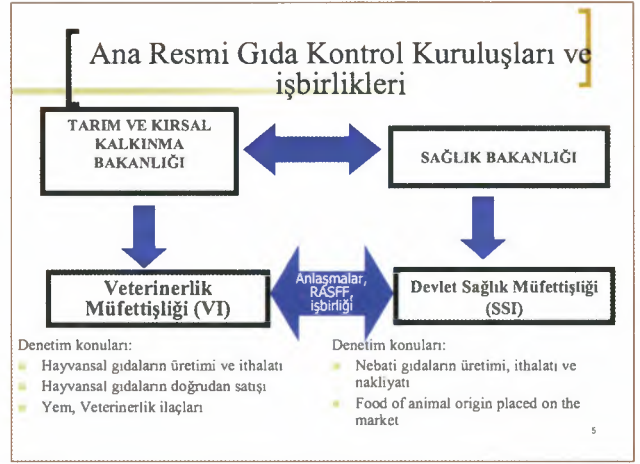 Ana Resmi Gıda Kontrol Kuruluşları ve
işbirlikleri
TARIM VE KIRSAL
KALKINMA
BAKANLIĞI
SAĞLIK BAKANLIĞI
Veterinerlik
Müfettişliği (VI)
Anlaşmalar,
RASFF,
işbirliği
Devlet Sağlık Müfettişliği
(SSI)
Denetim konuları:
Hayvansal gıdaların üretimi ve ithalatı
Hayvansal gıdaların doğrudan satışı
Yem, Veterinerlik ilaçları
Denetim konuları:
Nebati gıdaların üretimi, ithalatı ve
nakliyatı
Food of animal origin placed on the
market
5